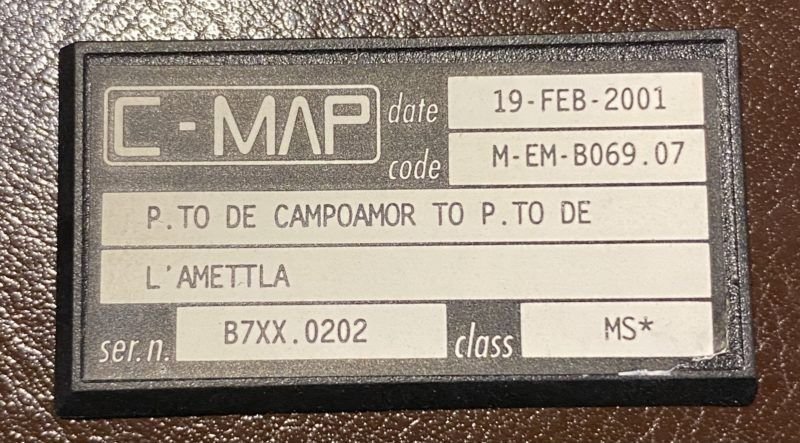 C-MAP date 19-FEB-2001
code M-EM-B069.07
P.TO DE CAMPOAMOR TO P.TO DE
L'AMETTLA
ser.n. B7XX.0202 class MS*